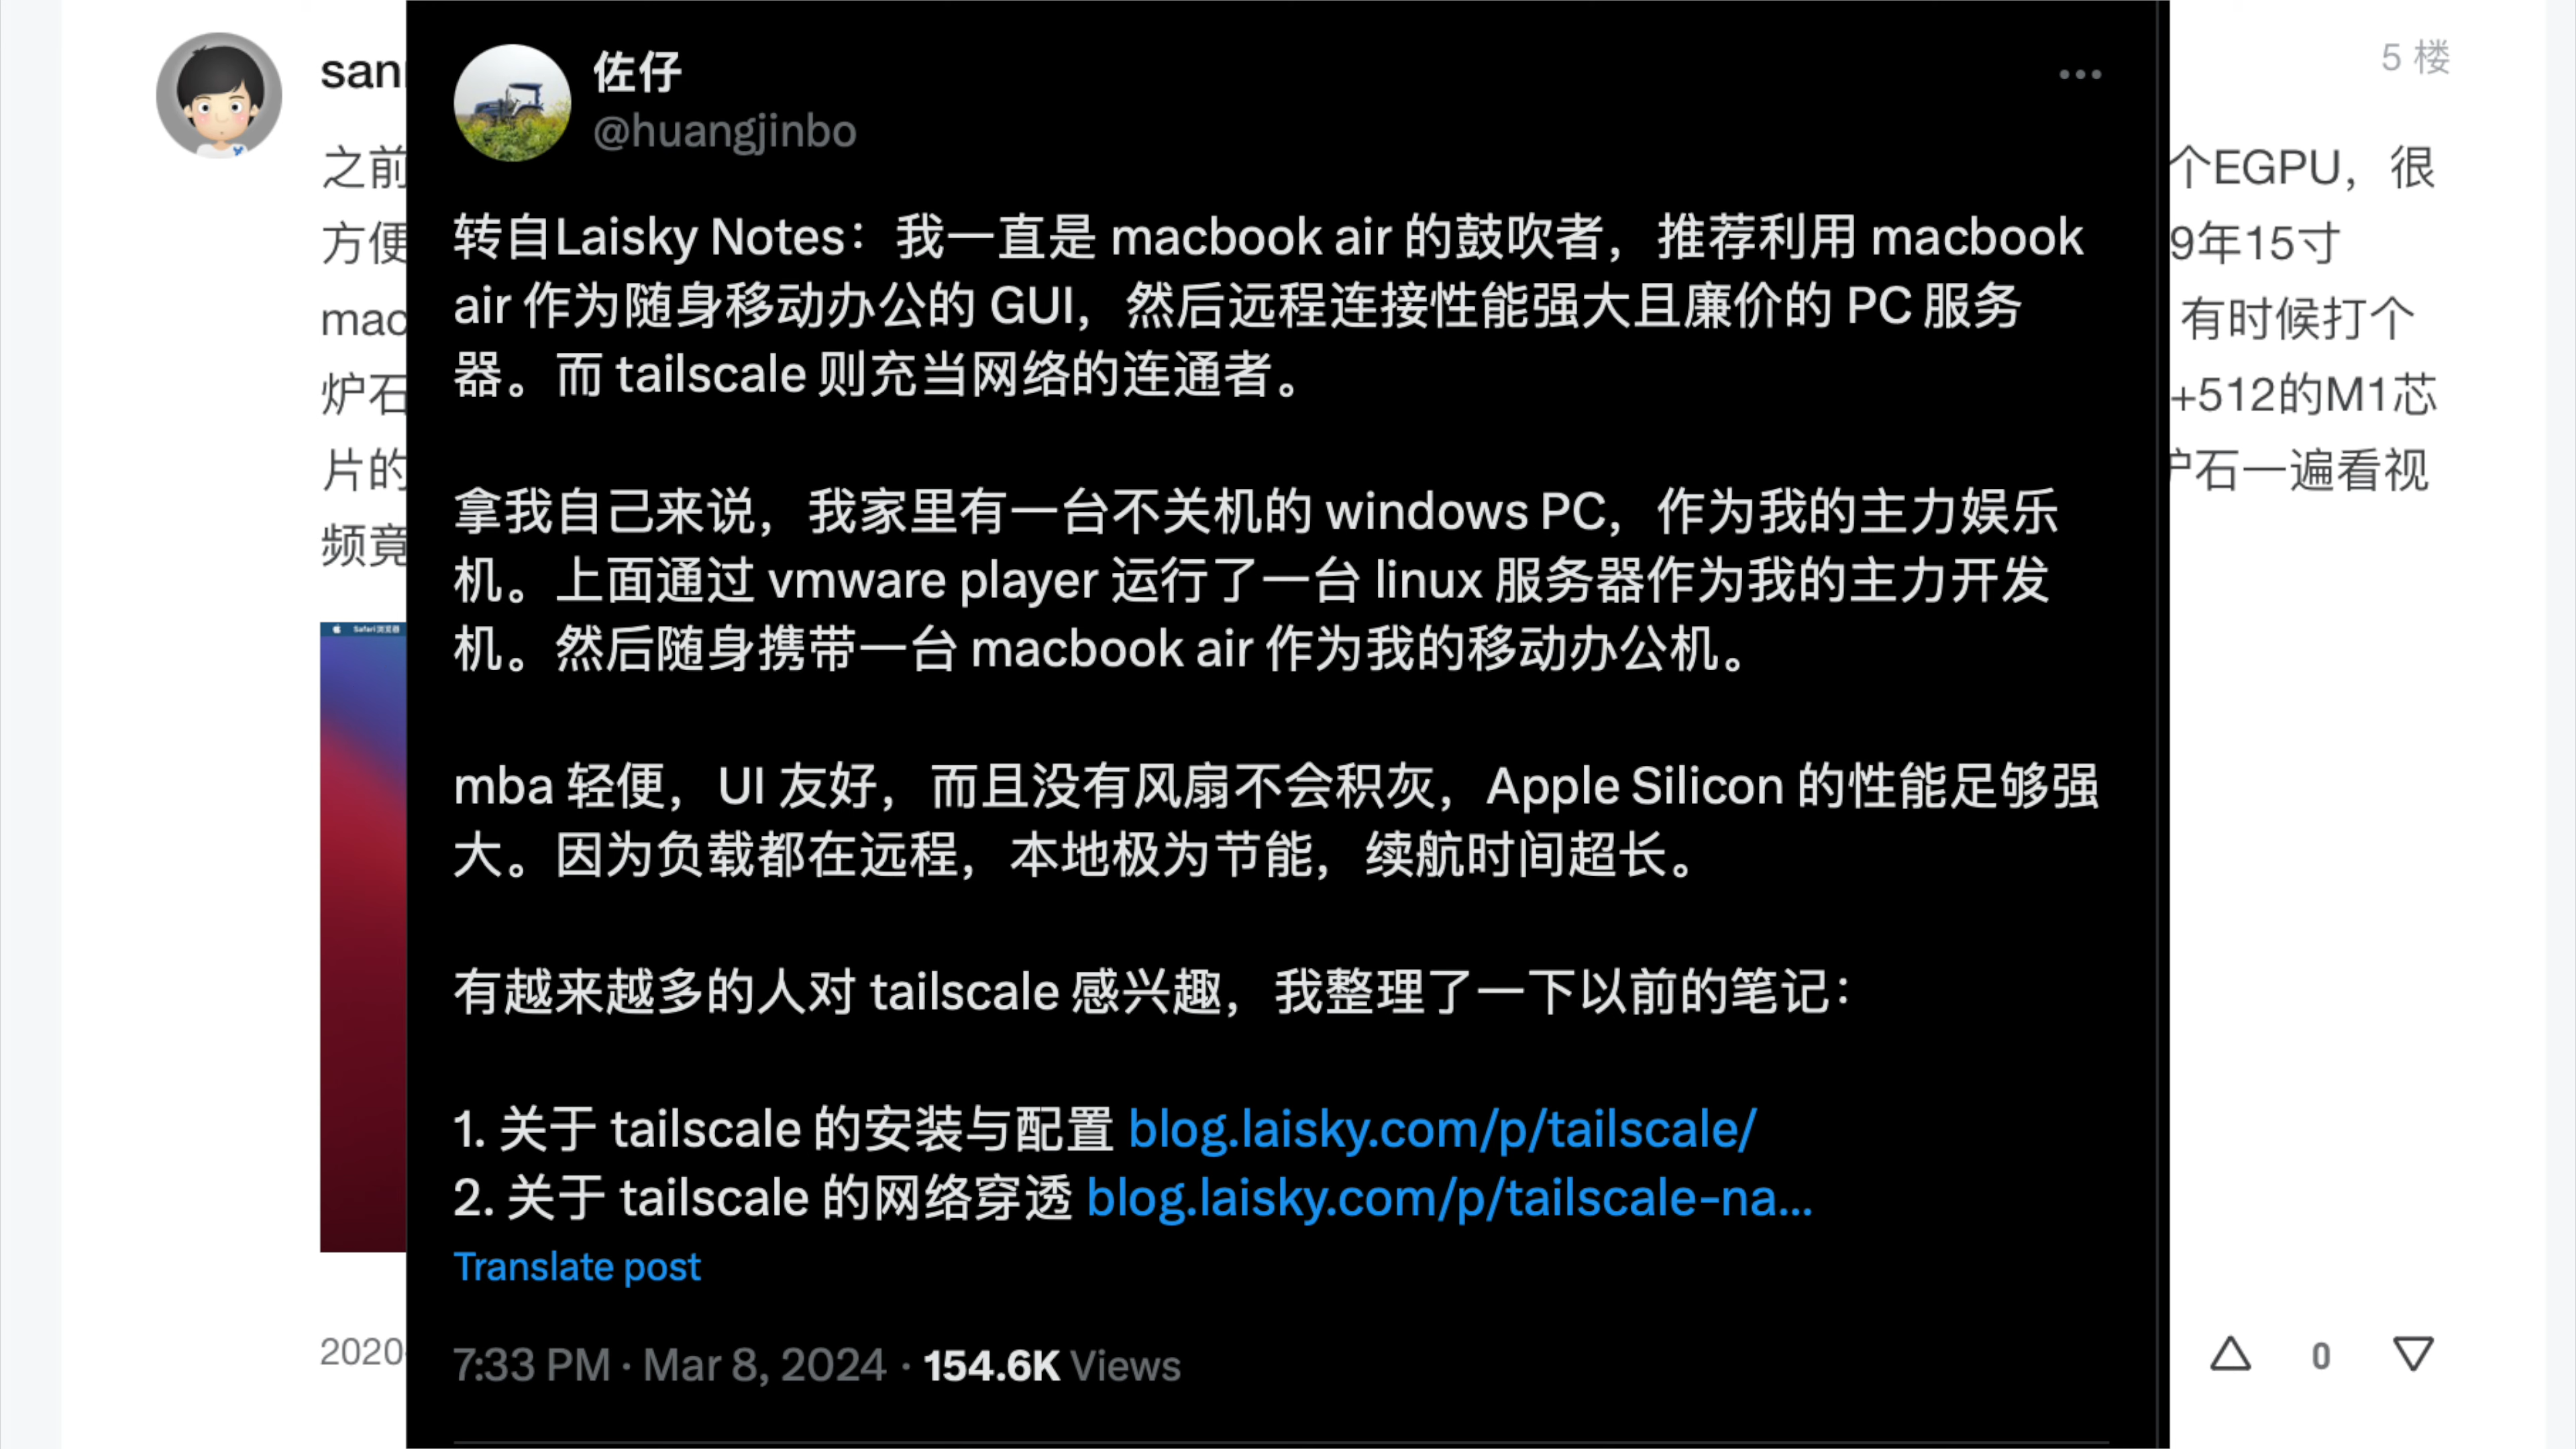 佐仔
@huangjinbo
转自Laisky Notes：我一直是 macbook air 的鼓吹者，推荐利用 macbook
air 作为随身移动办公的 GUI，然后远程连接性能强大且廉价的 PC 服务
器。而 tailscale 则充当网络的连通者。
拿我自己来说，我家里有一台不关机的 windows PC，作为我的主力娱乐
机。上面通过 vmware player 运行了一台 linux 服务器作为我的主力开发
机。然后随身携带一台 macbook air 作为我的移动办公机。
mba 轻便，UI 友好，而且没有风扇不会积灰，Apple Silicon 的性能足够强
大。因为负载都在远程，本地极为节能，续航时间超长。
有越来越多的人对 tailscale 感兴趣，我整理了一下以前的笔记：
1. 关于 tailscale 的安装与配置 blog.laisky.com/p/tailscale/
2. 关于 tailscale 的网络穿透 blog.laisky.com/p/tailscale-na...
Translate post
7:33 PM · Mar 8, 2024 · 154.6K Views
5 楼
之前
个EGPU，很
方便
9年15寸
mac
有时候打个
炉石
+512的M1芯
片的
石一遍看视
频竟
Safari浏览器
2020
0